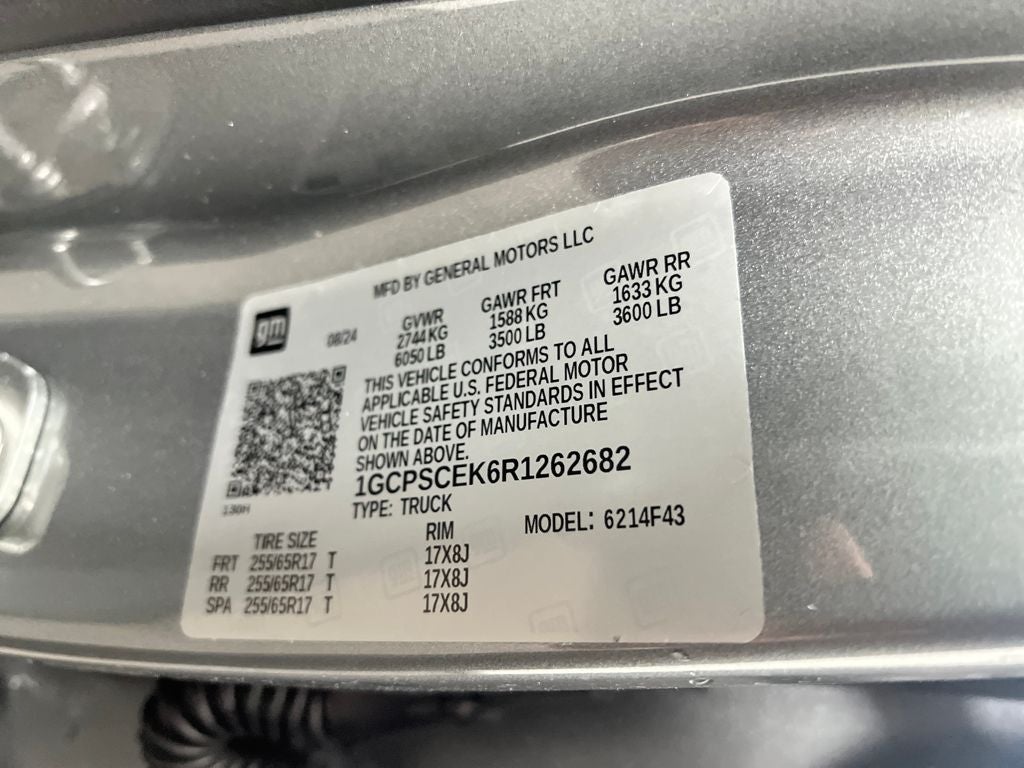 MFD BY GENERAL MOTORS LLC
gm 08/24 GVWR GAWR FRT GAWR RR
2744 KG 1588 KG 1633 KG
6050 LB 3500 LB 3600 LB
THIS VEHICLE CONFORMS TO ALL
APPLICABLE U.S. FEDERAL MOTOR
VEHICLE SAFETY STANDARDS IN EFFECT
ON THE DATE OF MANUFACTURE
SHOWN ABOVE.
1GCPSCEK6R1262682
TYPE: TRUCK MODEL: 6214F43
TIRE SIZE RIM
FRT 255/65R17 T 17X8J
RR 255/65R17 T 17X8J
SPA 255/65R17 T 17X8J